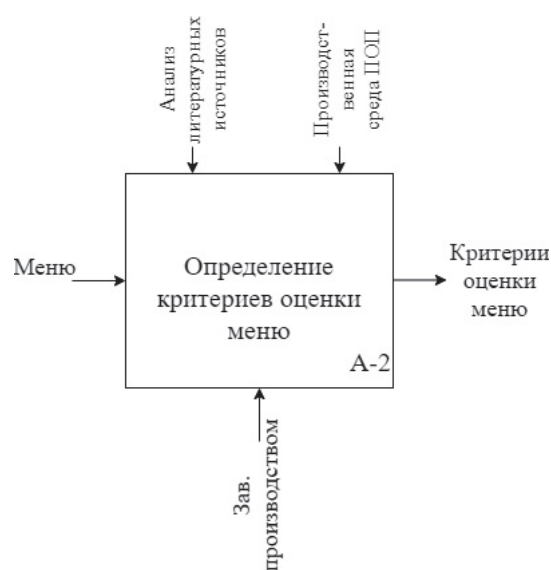 Анализ
литературных
источников
Производст-
венная
среда ПОП
Меню
Определение
критериев оценки
меню
А-2
Критерии
оценки
меню
Зав.
производством